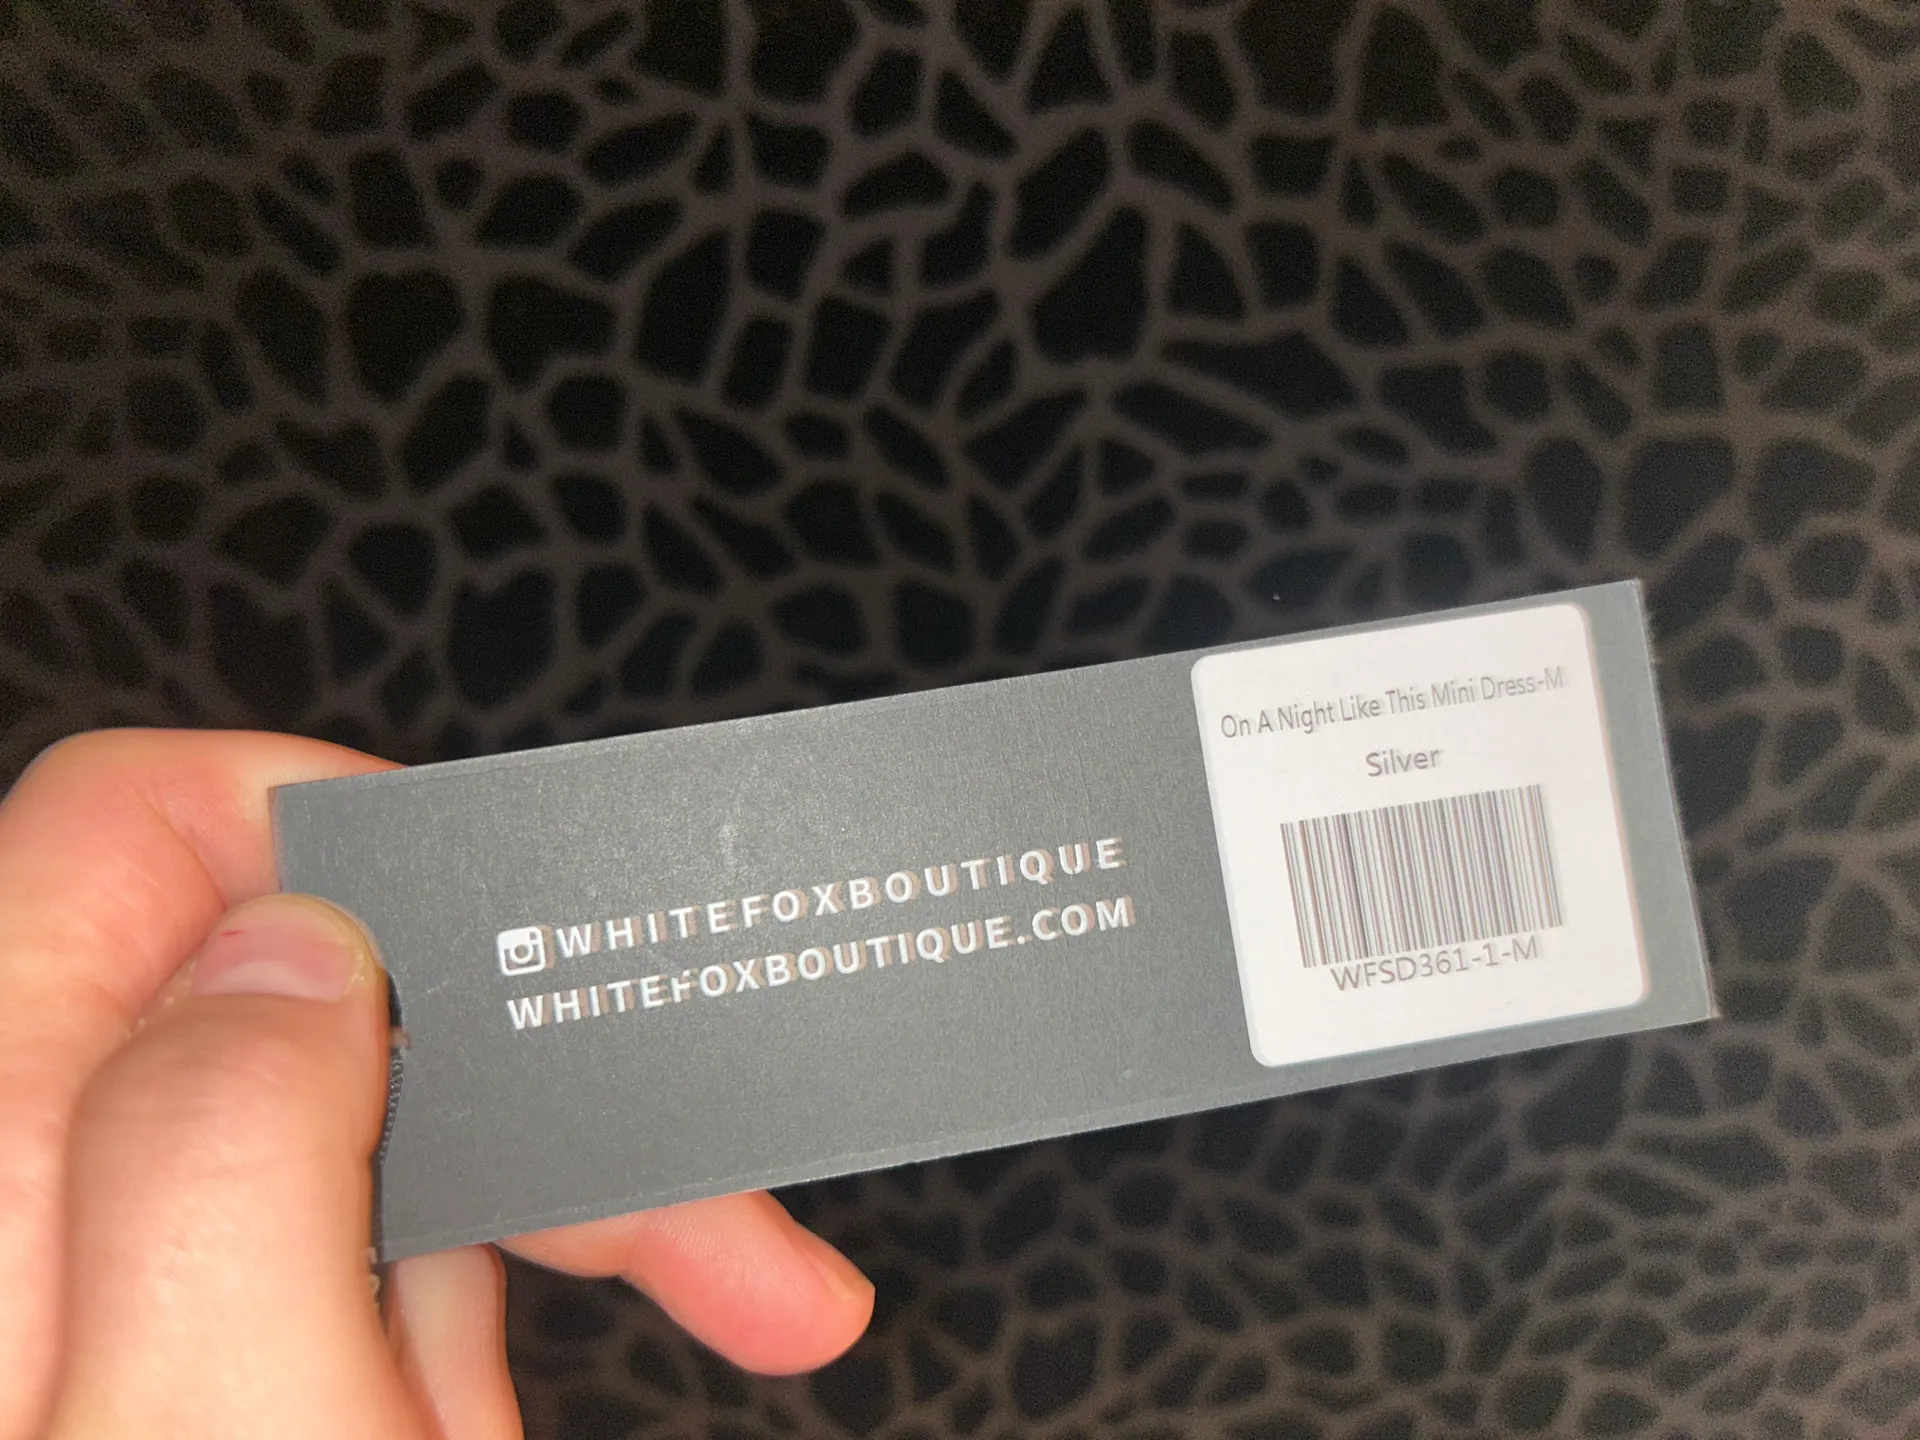 WHITEFOXBOUTIQUE
WHITEFOXBOUTIQUE.COM
On A Night Like This Mini Dress-M
Silver
WFSD361-1-M